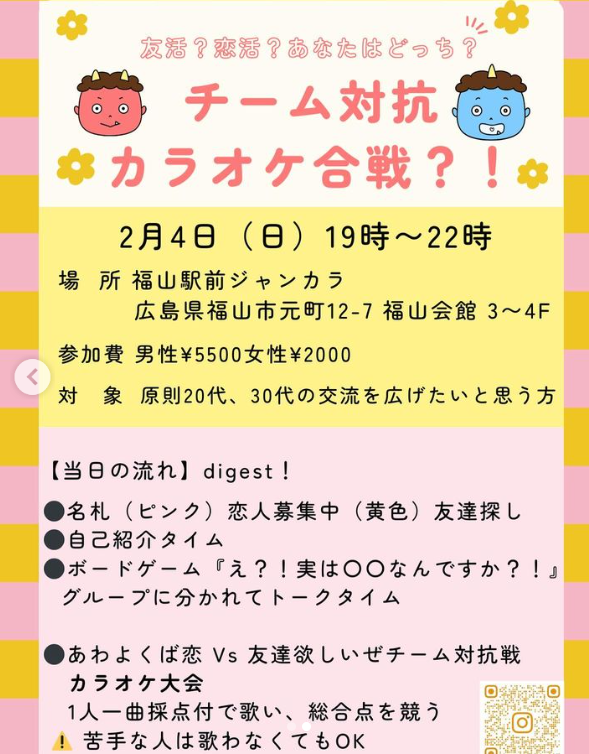 友活？恋活？あなたはどっち？
チーム対抗
カラオケ合戦？！
2月4日（日）19時〜22時
場 所 福山駅前ジャンカラ
広島県福山市元町12-7 福山会館 3〜4F
参加費 男性¥5500女性¥2000
対 象 原則20代、30代の交流を広げたいと思う方
【当日の流れ】digest！
●名札（ピンク）恋人募集中（黄色）友達探し
●自己紹介タイム
●ボードゲーム『え？！実は〇〇なんですか？！』
グループに分かれてトークタイム
●あわよくば恋 Vs 友達欲しいぜチーム対抗戦
カラオケ大会
1人一曲採点付で歌い、総合点を競う
⚠ 苦手な人は歌わなくてもOK